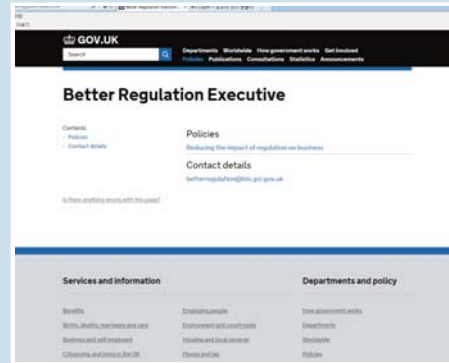 GOV.UK
Search
Departments Worldwide How government works Get involved
Policies Publications Consultations Statistics Announcements
Better Regulation Executive
Contents
- Policies
- Contact details
Policies
Reducing the impact of regulation on business
Contact details
betterregulation@bis.gsi.gov.uk
Is there anything wrong with this page?
Services and information
Departments and policy
Benefits
Employing people
How government works
Births, deaths, marriages and care
Environment and countryside
Departments
Business and self-employed
Housing and local services
Worldwide
Citizenship and living in the UK
Money and tax
Policies